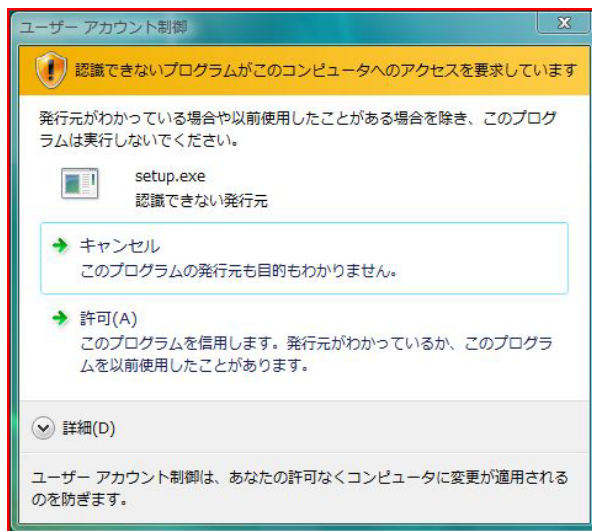 ユーザー アカウント制御
認識できないプログラムがこのコンピュータへのアクセスを要求しています
発行元がわかっている場合や以前使用したことがある場合を除き、このプログ
ラムは実行しないでください。
setup.exe
認識できない発行元
キャンセル
このプログラムの発行元も目的もわかりません。
許可(A)
このプログラムを信用します。発行元がわかっているか、このプログラ
ムを以前使用したことがあります。
詳細(D)
ユーザー アカウント制御は、あなたの許可なくコンピュータに変更が適用される
のを防ぎます。